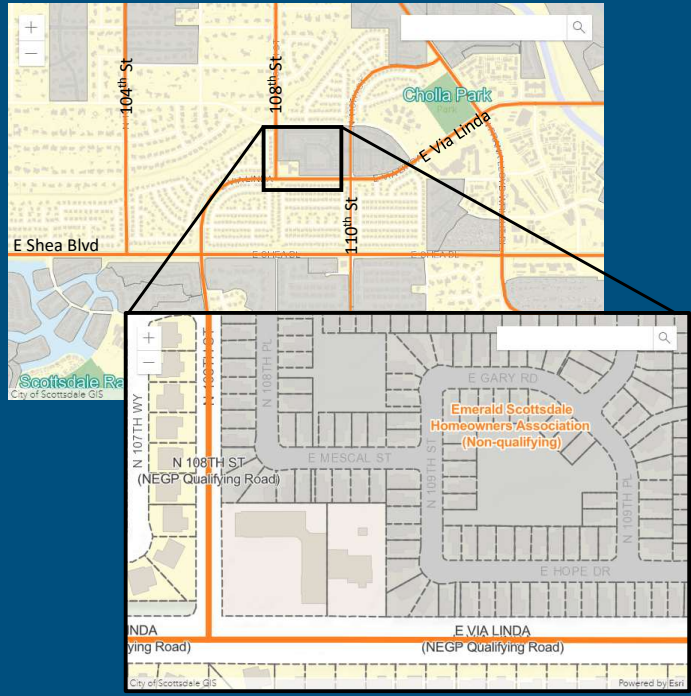 +
−
104th St
108th St
Cholla Park
Park
E Via Linda
110th St
E Shea Blvd
E SHEA BL
E SHEA BL
Scottsdale Ra
City of Scottsdale GIS
+
−
N 107TH WY
N 108TH ST
N 108TH PL
E GARY RD
Emerald Scottsdale
Homeowners Association
(Non-qualifying)
E MESCAL ST
N 109TH ST
N 108TH ST
(NEGP Qualifying Road)
N 109TH PL
E HOPE DR
INDA
ying Road)
E VIA LINDA
(NEGP Qualifying Road)
City of Scottsdale GIS
Powered by Esri